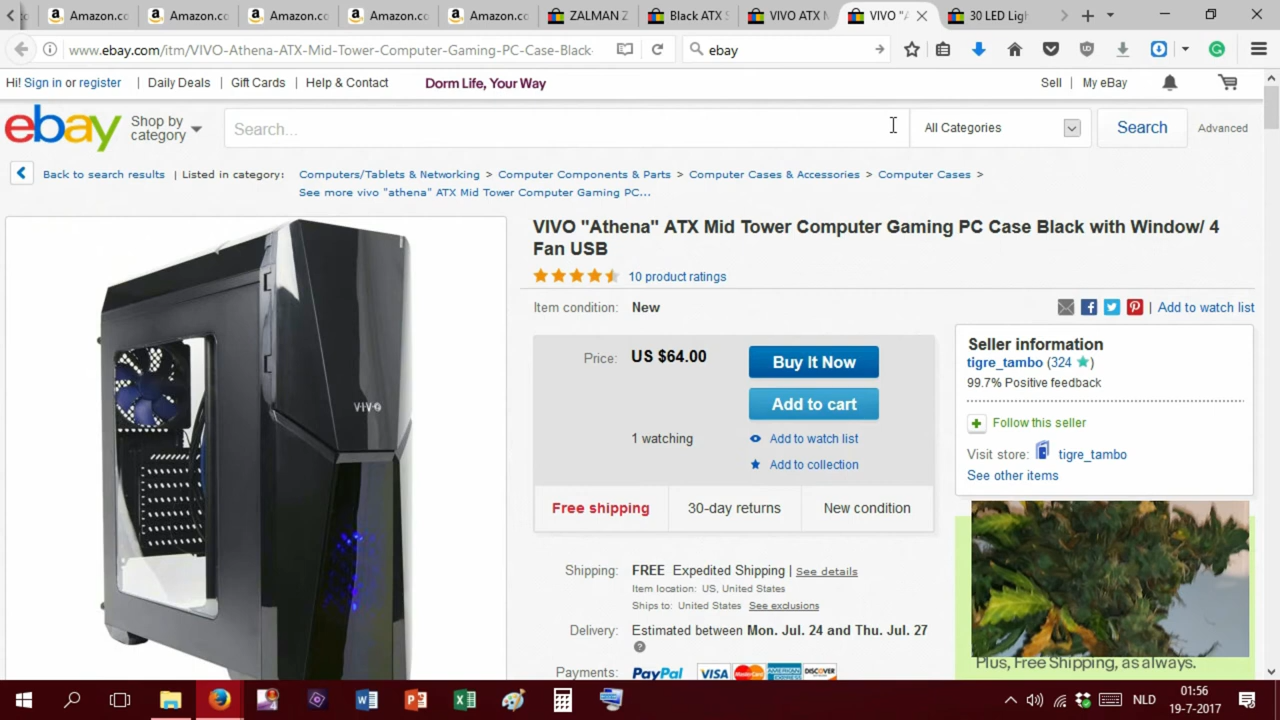 Amazon.co
Amazon.co
Amazon.co
Amazon.co
Amazon.co
ZALMAN Z
Black ATX S
VIVO ATX M
VIVO "A
30 LED Ligh
www.ebay.com/itm/VIVO-Athena-ATX-Mid-Tower-Computer-Gaming-PC-Case-Black-
ebay
Hi! Sign in or register | Daily Deals | Gift Cards | Help & Contact
Dorm Life, Your Way
Sell | My eBay
ebay
Shop by category
Search...
All Categories
Search
Advanced
Back to search results | Listed in category:
Computers/Tablets & Networking > Computer Components & Parts > Computer Cases & Accessories > Computer Cases >
See more vivo "athena" ATX Mid Tower Computer Gaming PC...
VIVO "Athena" ATX Mid Tower Computer Gaming PC Case Black with Window/ 4
Fan USB
10 product ratings
Item condition: New
| Add to watch list
Price: US $64.00
Buy It Now
Add to cart
1 watching
Add to watch list
Add to collection
Free shipping
30-day returns
New condition
Shipping: FREE Expedited Shipping | See details
Item location: US, United States
Ships to: United States See exclusions
Delivery: Estimated between Mon. Jul. 24 and Thu. Jul. 27
Payments: PayPal VISA MasterCard AMERICAN EXPRESS DISCOVER
Seller information
tigre_tambo (324 )
99.7% Positive feedback
Follow this seller
Visit store: tigre_tambo
See other items
Plus, Free Shipping, as always.
VIVO
NLD
01:56
19-7-2017